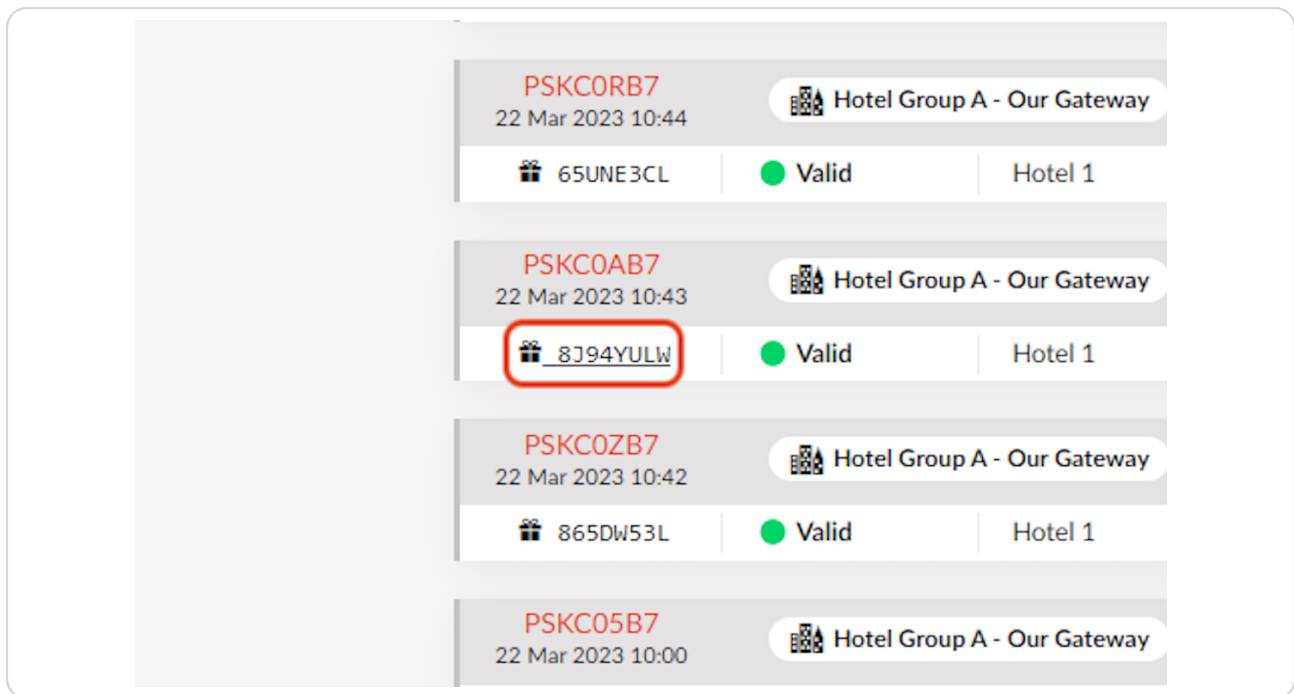 PSKC0RB7
22 Mar 2023 10:44
Hotel Group A - Our Gateway
65UNE3CL
Valid
Hotel 1
PSKC0AB7
22 Mar 2023 10:43
Hotel Group A - Our Gateway
8J94YULW
Valid
Hotel 1
PSKC0ZB7
22 Mar 2023 10:42
Hotel Group A - Our Gateway
865DW53L
Valid
Hotel 1
PSKC05B7
22 Mar 2023 10:00
Hotel Group A - Our Gateway